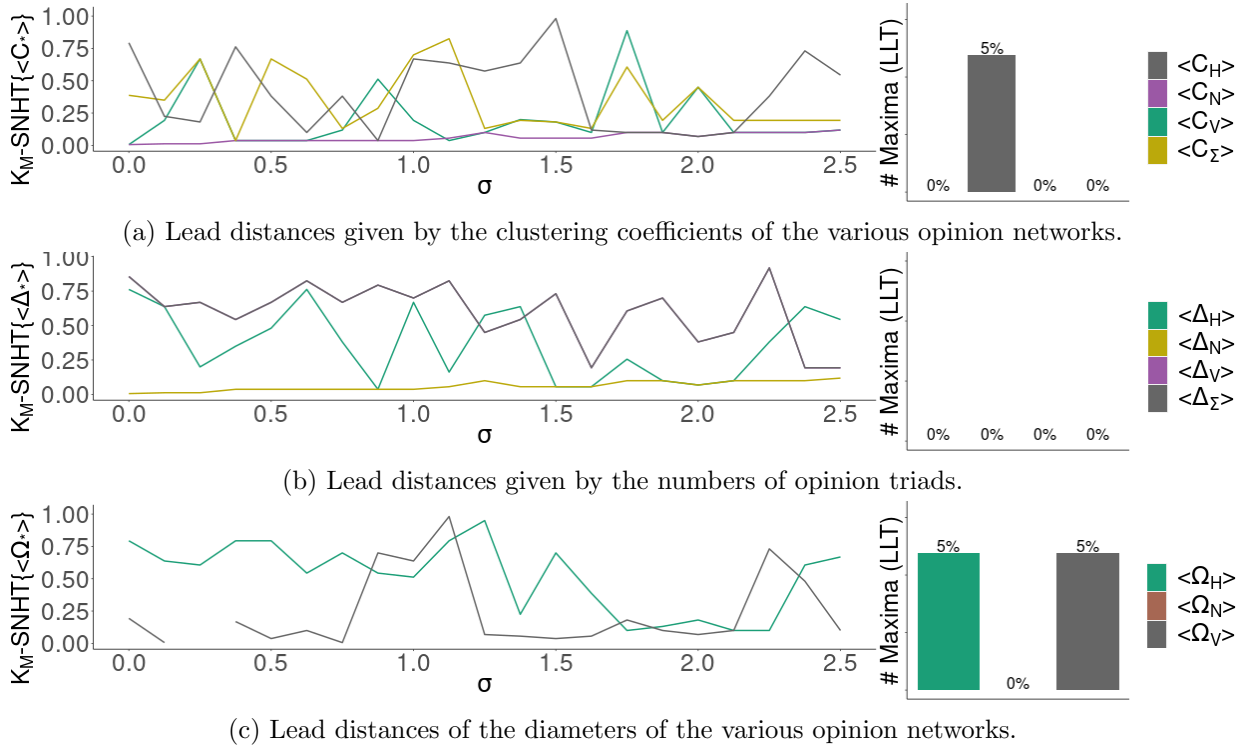 K_M-SNHT{<C*>}
1.00
0.75
0.50
0.25
0.00
0.0 0.5 1.0 1.5 2.0 2.5
σ
# Maxima (LLT)
0% 5% 0% 0%
<C_H>
<C_N>
<C_V>
<C_Σ>
(a) Lead distances given by the clustering coefficients of the various opinion networks.
K_M-SNHT{<Δ*>}
1.00
0.75
0.50
0.25
0.00
0.0 0.5 1.0 1.5 2.0 2.5
σ
# Maxima (LLT)
0% 0% 0% 0%
<Δ_H>
<Δ_N>
<Δ_V>
<Δ_Σ>
(b) Lead distances given by the numbers of opinion triads.
K_M-SNHT{<Ω*>}
1.00
0.75
0.50
0.25
0.00
0.0 0.5 1.0 1.5 2.0 2.5
σ
# Maxima (LLT)
5% 0% 5%
<Ω_H>
<Ω_N>
<Ω_V>
(c) Lead distances of the diameters of the various opinion networks.